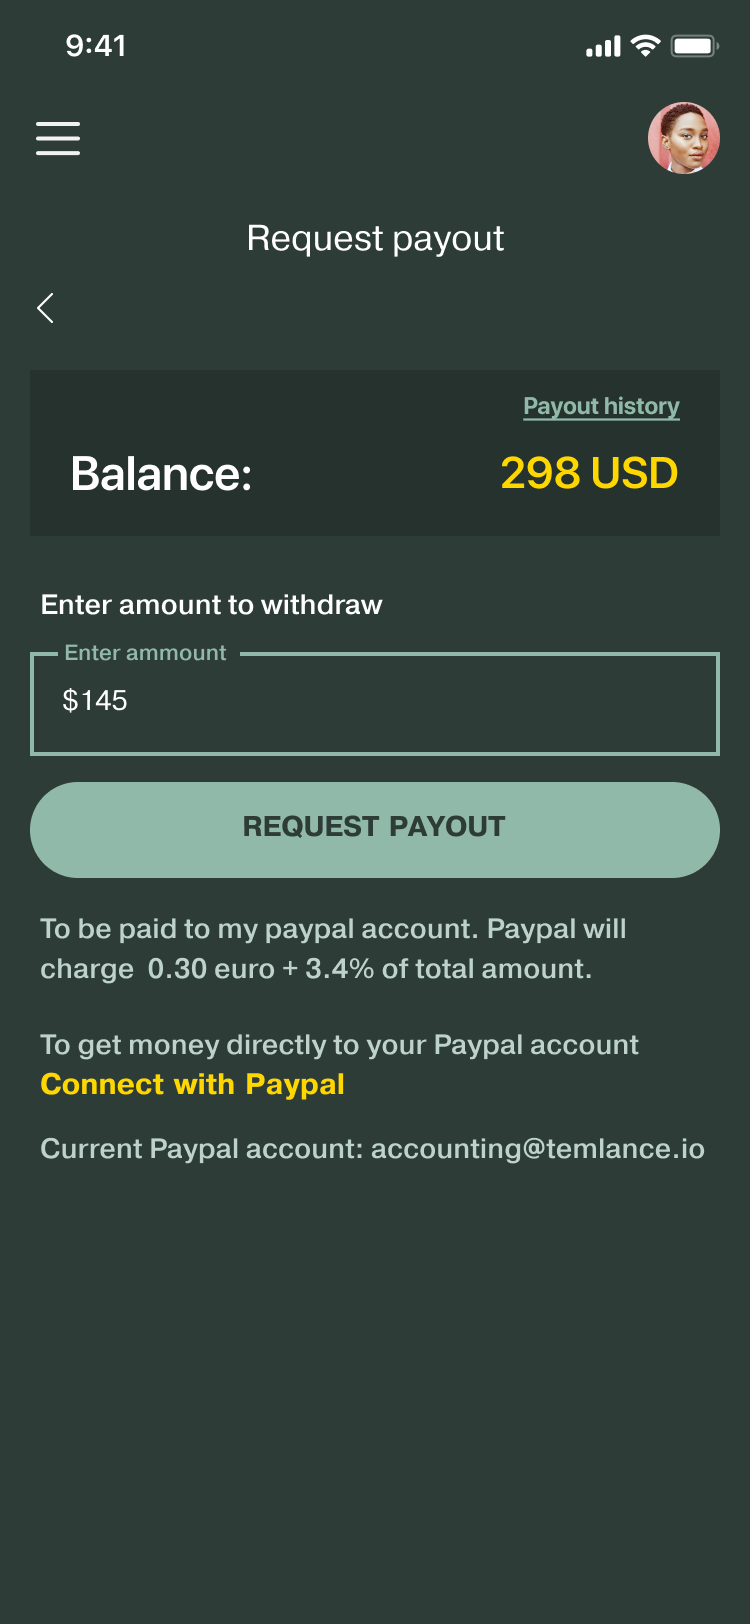 9:41
Request payout
Payout history
Balance: 298 USD
Enter amount to withdraw
Enter ammount
$145
REQUEST PAYOUT
To be paid to my paypal account. Paypal will
charge  0.30 euro + 3.4% of total amount.
To get money directly to your Paypal account
Connect with Paypal
Current Paypal account: accounting@temlance.io